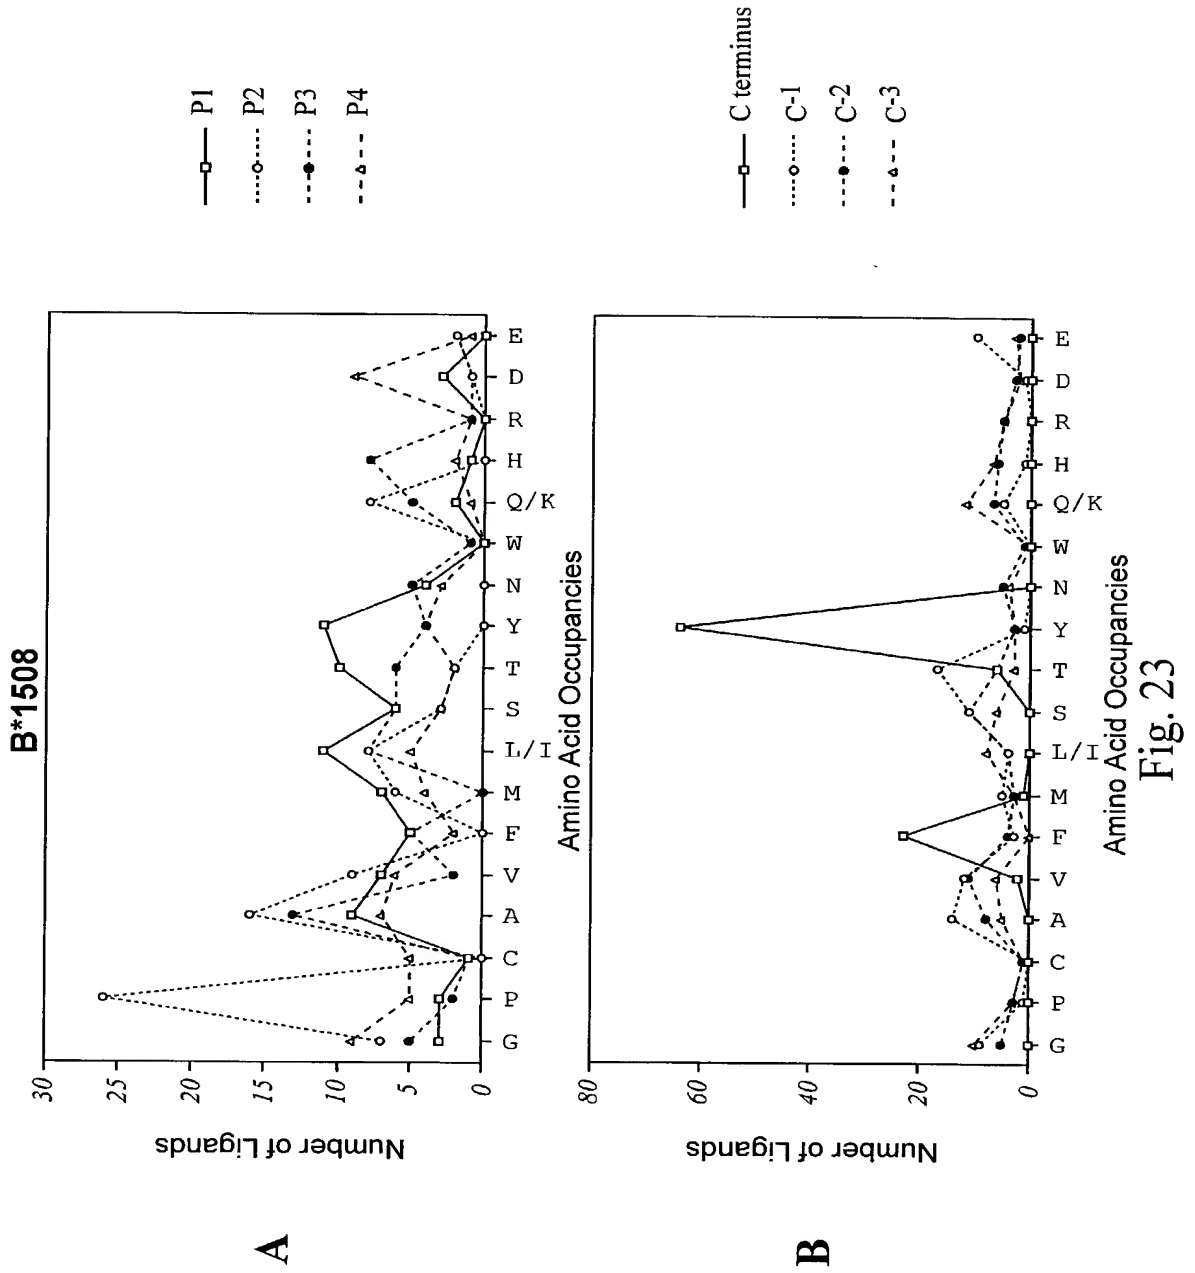 B*1508
A
Number of Ligands
30
25
20
15
10
5
0
G P C A V F M L/I S T Y N W Q/K H R D E
Amino Acid Occupancies
P1
P2
P3
P4
B
Number of Ligands
80
60
40
20
0
G P C A V F M L/I S T Y N W Q/K H R D E
Amino Acid Occupancies
C terminus
C-1
C-2
C-3
Fig. 23